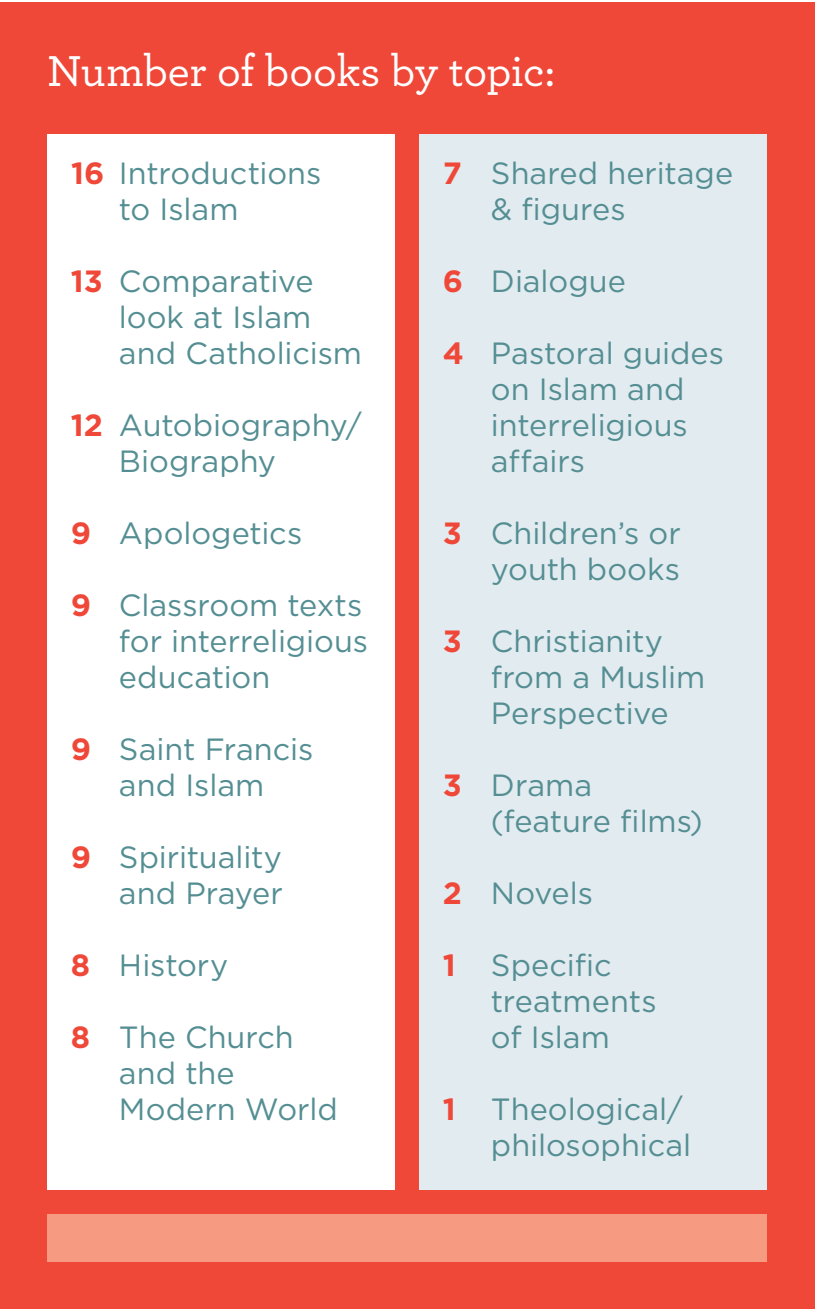 Number of books by topic:
16 Introductions
to Islam
13 Comparative
look at Islam
and Catholicism
12 Autobiography/
Biography
9 Apologetics
9 Classroom texts
for interreligious
education
9 Saint Francis
and Islam
9 Spirituality
and Prayer
8 History
8 The Church
and the
Modern World
7 Shared heritage
& figures
6 Dialogue
4 Pastoral guides
on Islam and
interreligious
affairs
3 Children’s or
youth books
3 Christianity
from a Muslim
Perspective
3 Drama
(feature films)
2 Novels
1 Specific
treatments
of Islam
1 Theological/
philosophical